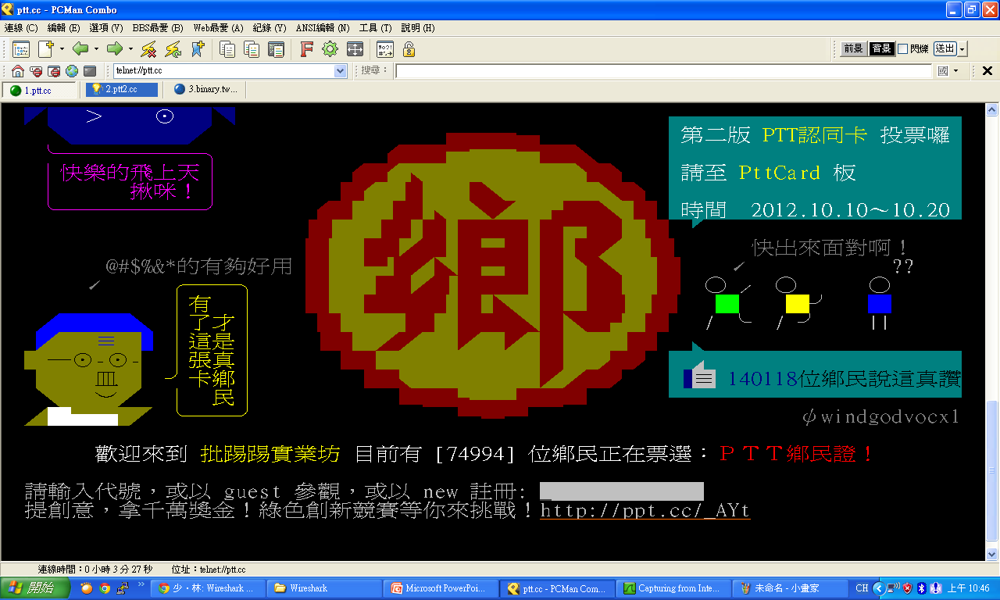 ptt.cc - PCMan Combo
連線 (C) 編輯 (E) 選項 (V) BBS最愛 (B) Web最愛 (A) 紀錄 (Y) ANSI編輯 (N) 工具 (T) 說明 (H)
前景 背景 閃爍 送出
telnet://ptt.cc 搜尋： 國
1.ptt.cc 2.ptt2.cc 3.binary.tw...
第二版 PTT認同卡 投票囉
請至 PttCard 板
時間 2012.10.10～10.20
快樂的飛上天
揪咪！
鄉
快出來面對啊！
??
@#$%&*的有夠好用
有了這張卡
才是真鄉民
140118位鄉民說這真讚
ψwindgodvocx1
歡迎來到 批踢踢實業坊 目前有 [74994] 位鄉民正在票選：ＰＴＴ鄉民證！
請輸入代號，或以 guest 參觀，或以 new 註冊:
提創意，拿千萬獎金！綠色創新競賽等你來挑戰！http://ppt.cc/_AYt
連線時間：0 小時 3 分 27 秒 位址：telnet://ptt.cc
開始 少‧林: Wireshark ... Wireshark Microsoft PowerPoi... ptt.cc - PCMan Com... Capturing from Inte... 未命名 - 小畫家 CH 上午 10:46